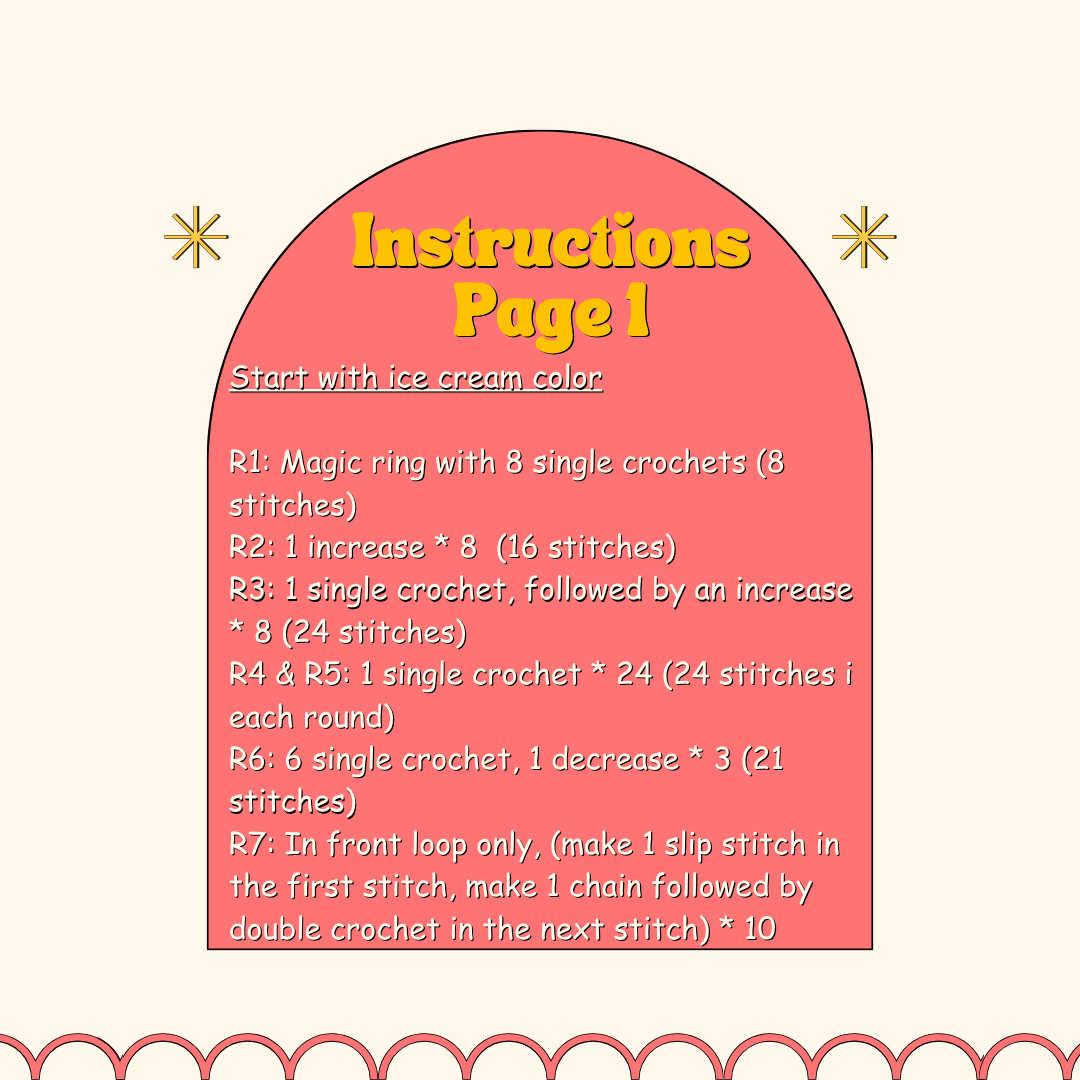 Instructions
Page 1
Start with ice cream color
R1: Magic ring with 8 single crochets (8
stitches)
R2: 1 increase * 8  (16 stitches)
R3: 1 single crochet, followed by an increase
* 8 (24 stitches)
R4 & R5: 1 single crochet * 24 (24 stitches i
each round)
R6: 6 single crochet, 1 decrease * 3 (21
stitches)
R7: In front loop only, (make 1 slip stitch in
the first stitch, make 1 chain followed by
double crochet in the next stitch) * 10